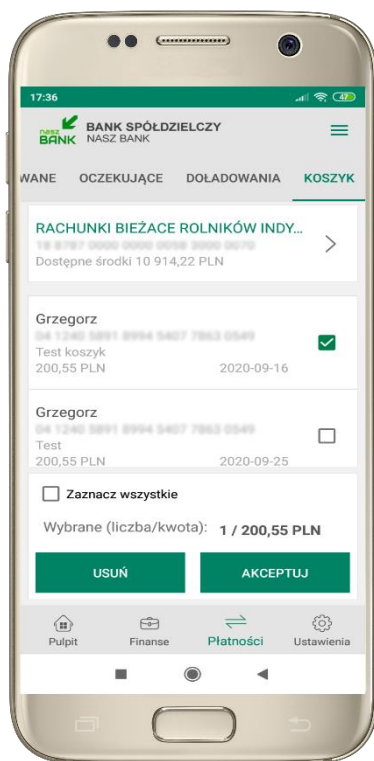 17:36
47
nasz BANK
BANK SPÓŁDZIELCZY
NASZ BANK
WANE OCZEKUJĄCE DOŁADOWANIA KOSZYK
RACHUNKI BIEŻACE ROLNIKÓW INDY...
Dostępne środki 10 914,22 PLN
Grzegorz
Test koszyk
200,55 PLN 2020-09-16
Grzegorz
Test
200,55 PLN 2020-09-25
Zaznacz wszystkie
Wybrane (liczba/kwota): 1 / 200,55 PLN
USUŃ AKCEPTUJ
Pulpit Finanse Płatności Ustawienia